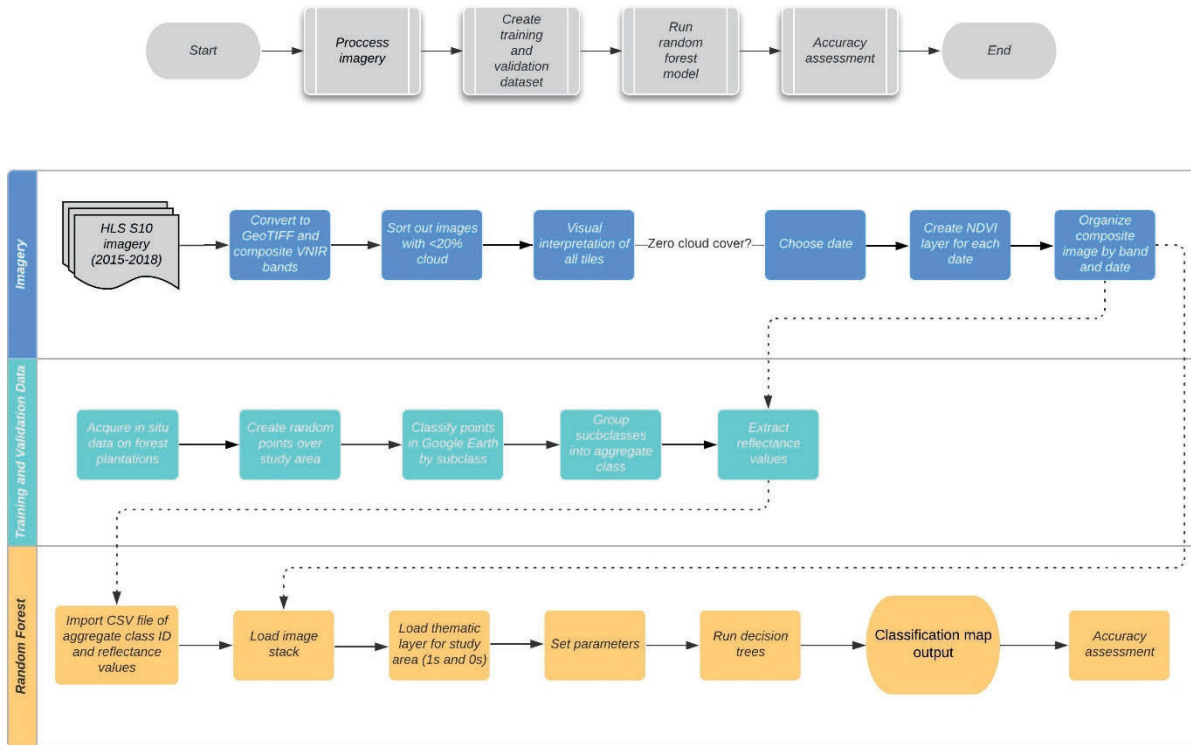 Start
Proccess
imagery
Create
training
and
validation
dataset
Run
random
forest
model
Accuracy
assessment
End
Imagery
HLS S10
imagery
(2015-2018)
Convert to
GeoTIFF and
composite VNIR
bands
Sort out images
with <20%
cloud
Visual
interpretation of
all tiles
Zero cloud cover?
Choose date
Create NDVI
layer for each
date
Organize
composite
image by band
and date
Training and Validation Data
Acquire in situ
data on forest
plantations
Create random
points over
study area
Classify points
in Google Earth
by subclass
Group
sucbclasses
into aggregate
class
Extract
reflectance
values
Random Forest
Import CSV file of
aggregate class ID
and reflectance
values
Load image
stack
Load thematic
layer for study
area (1s and 0s)
Set parameters
Run decision
trees
Classification map
output
Accuracy
assessment